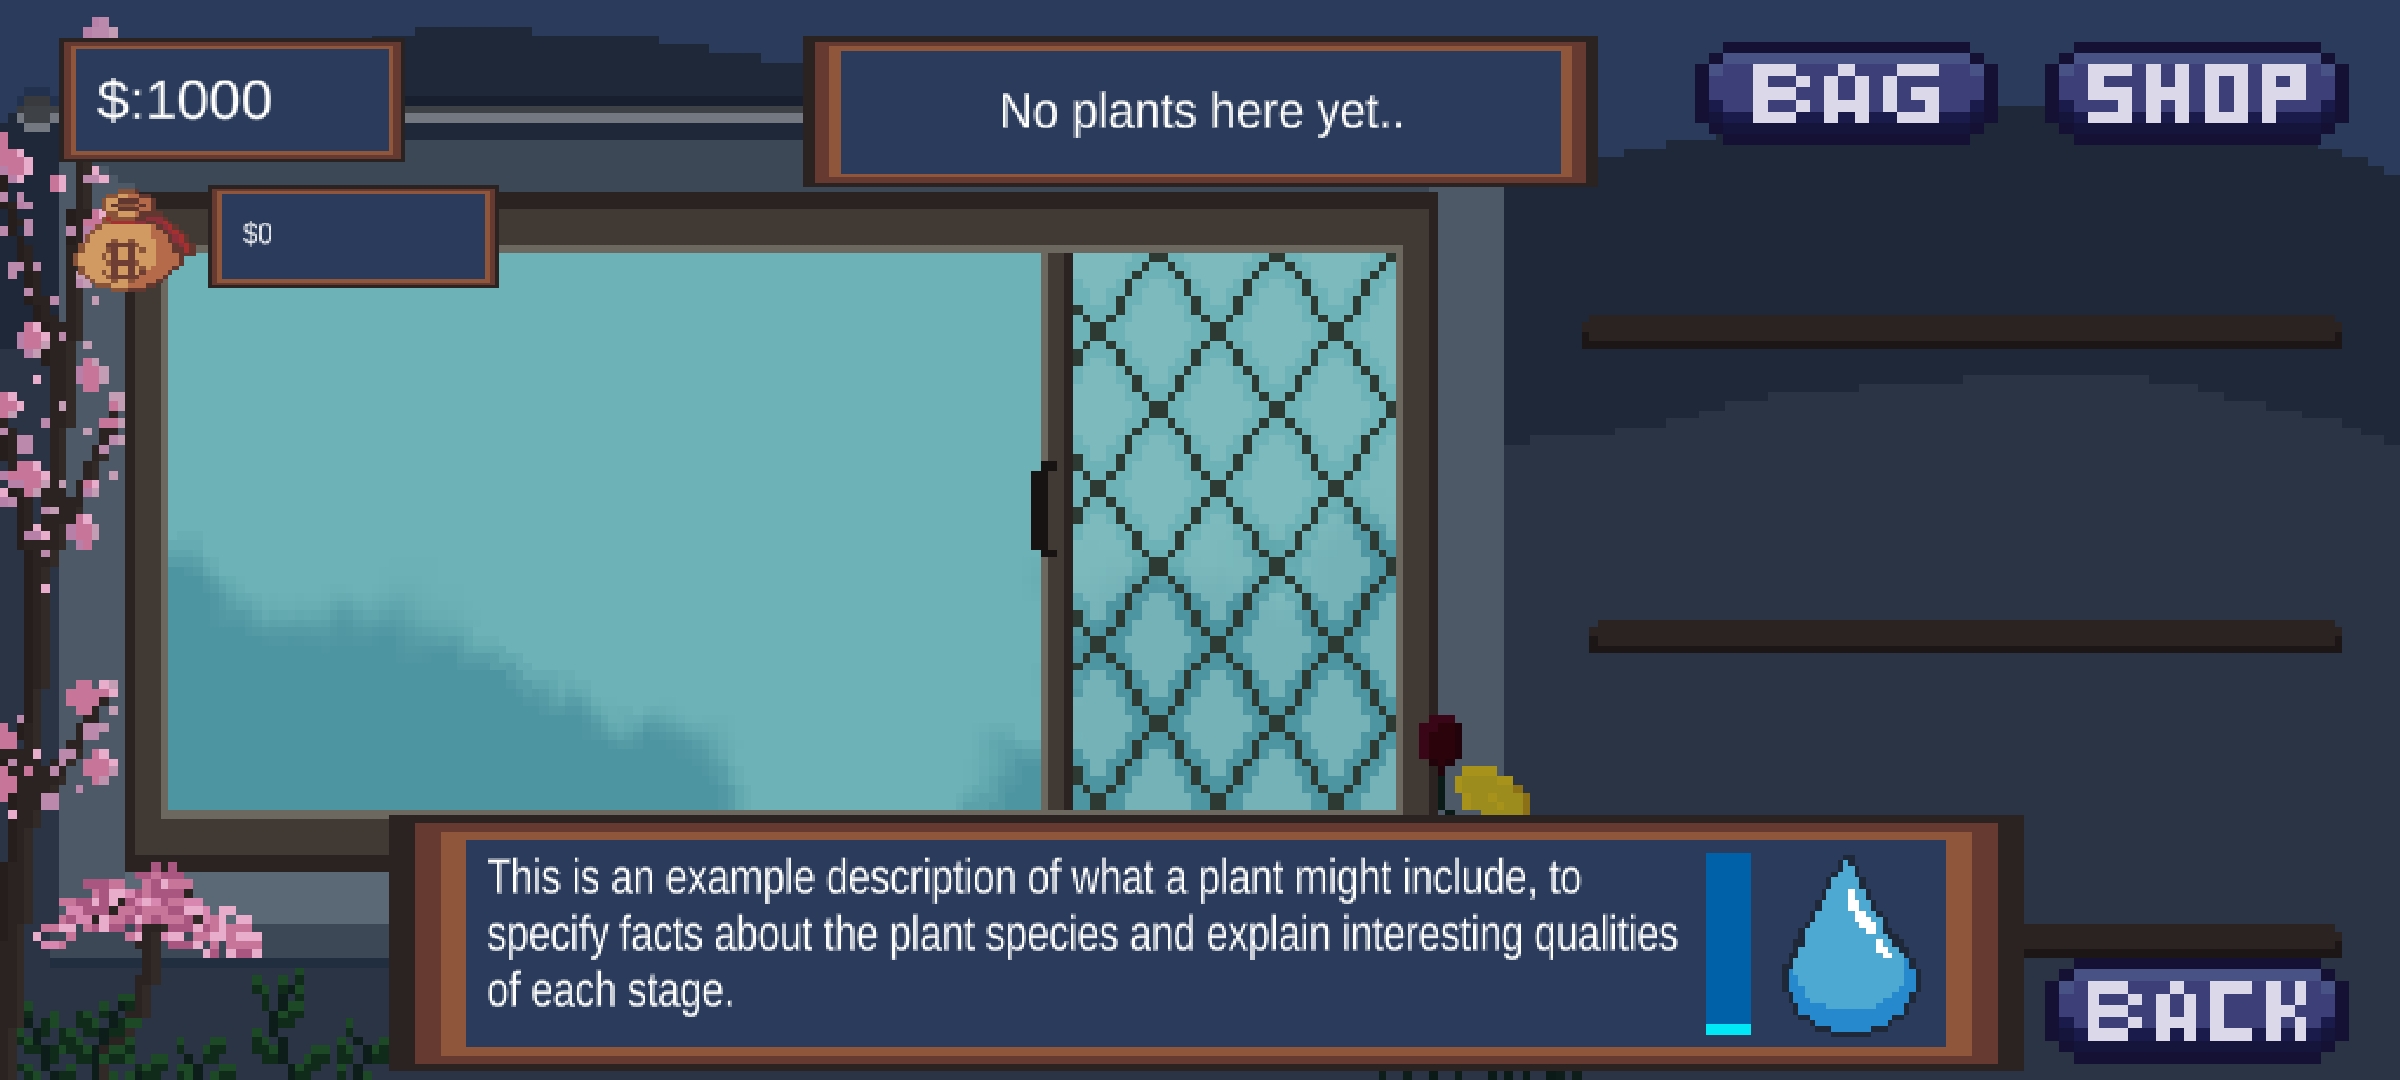 $:1000
No plants here yet..
BAG
SHOP
$0
This is an example description of what a plant might include, to
specify facts about the plant species and explain interesting qualities
of each stage.
BACK